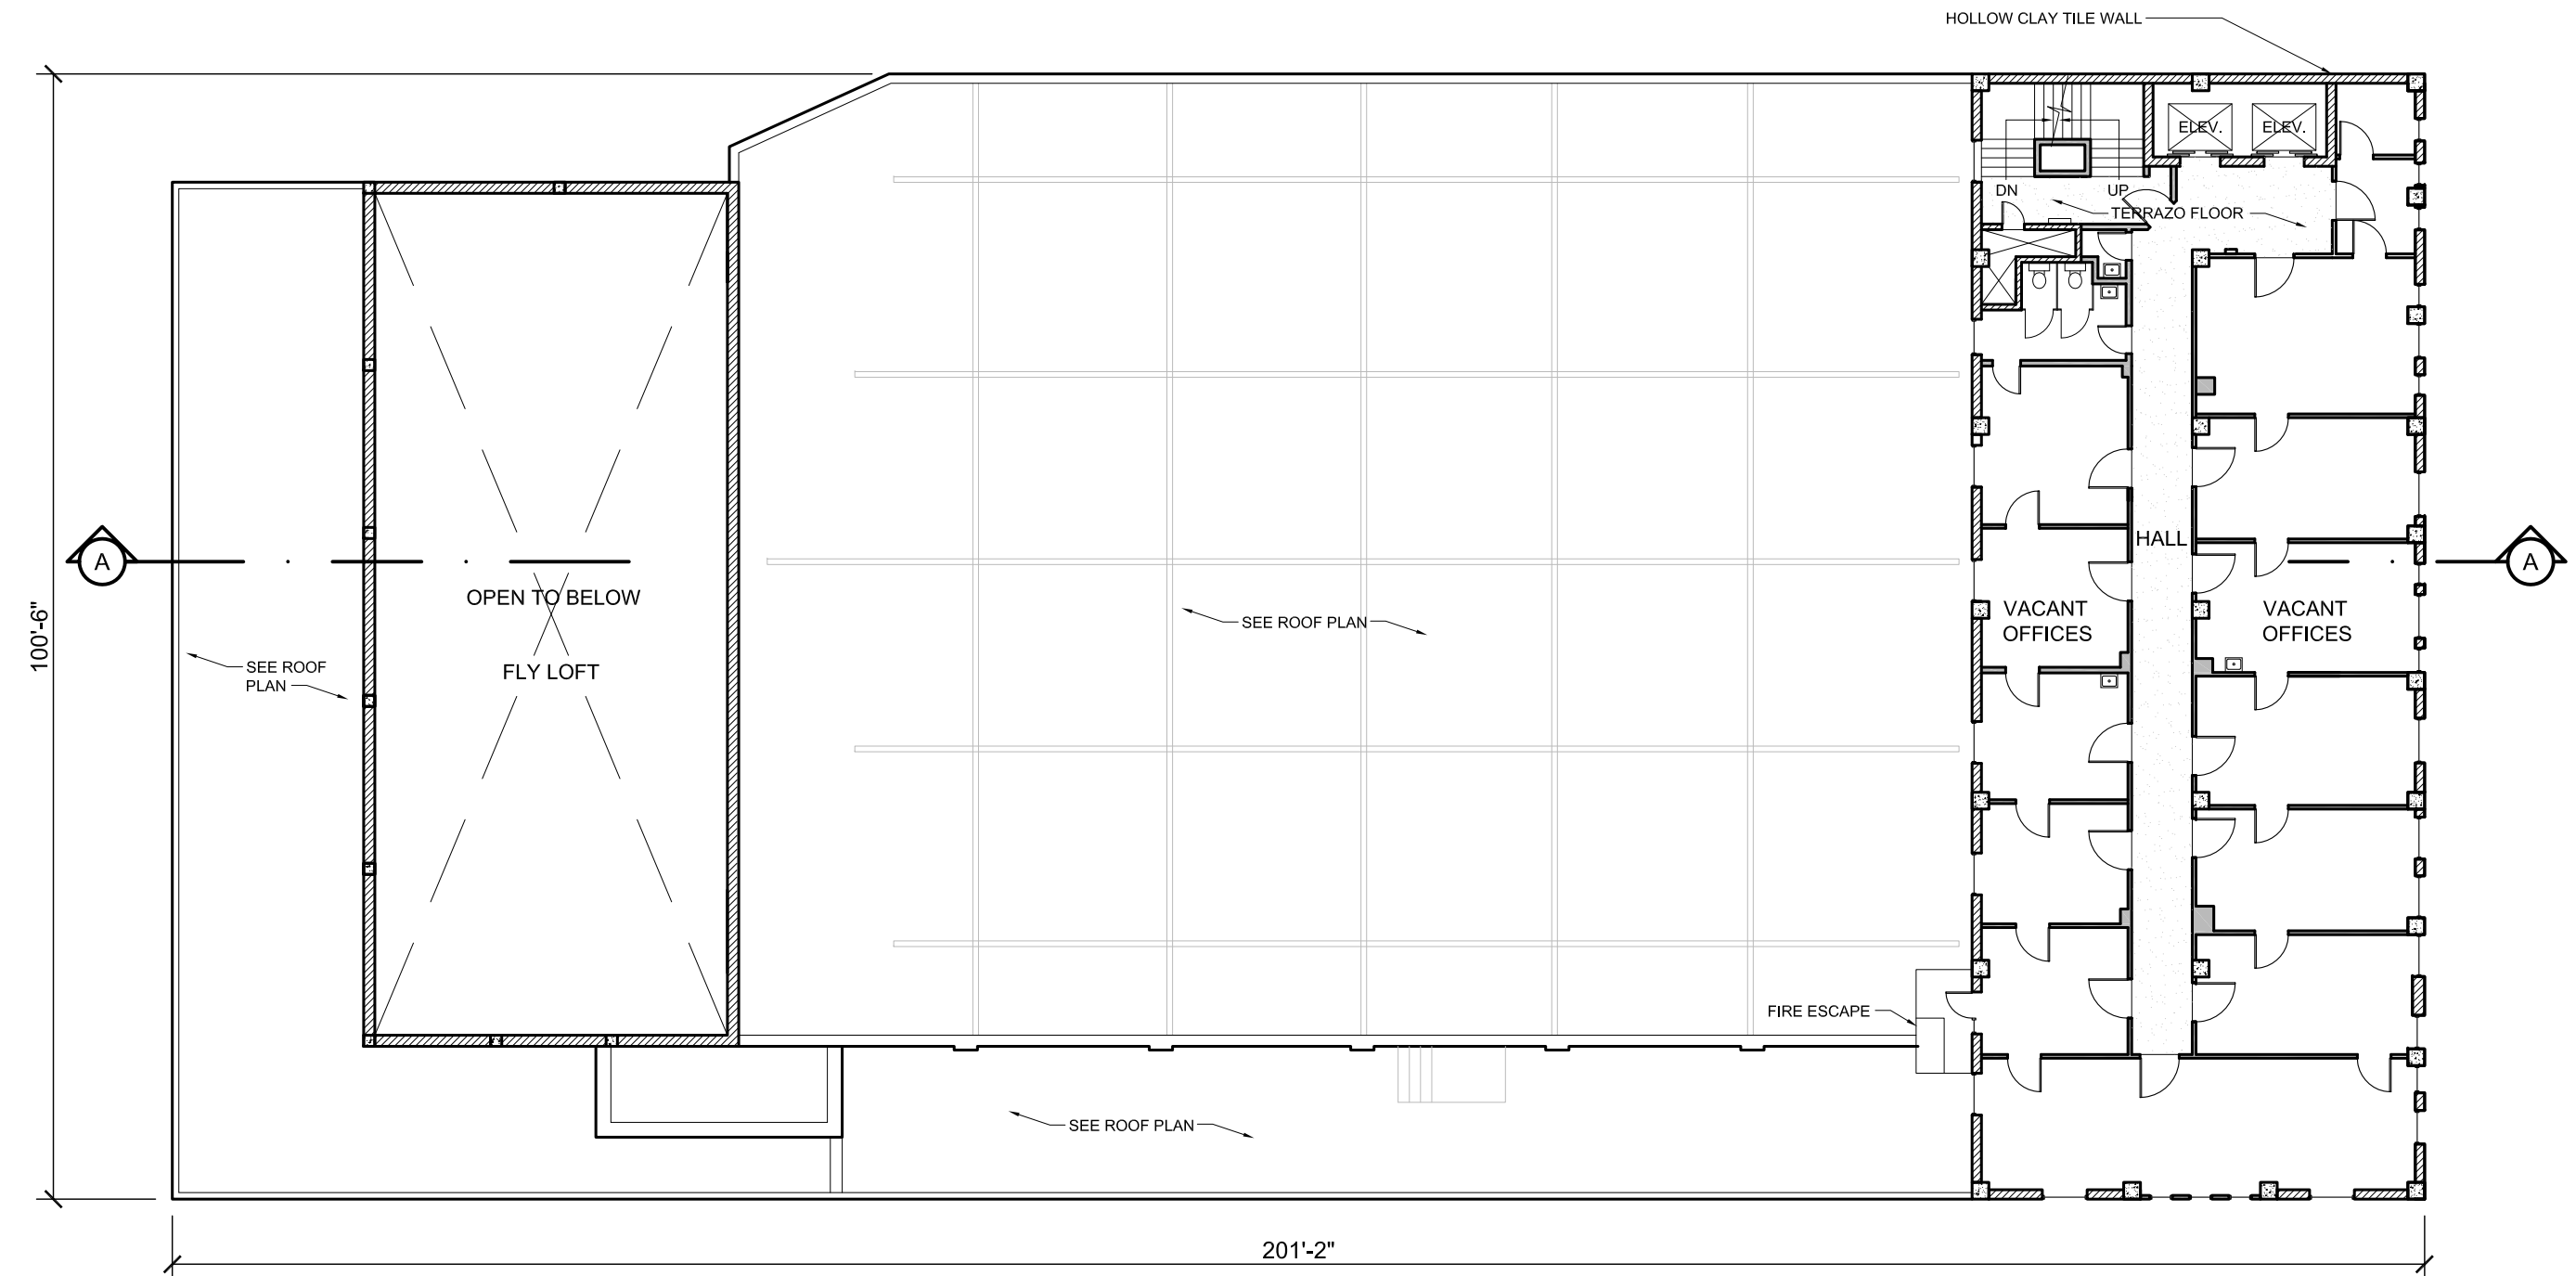 HOLLOW CLAY TILE WALL
ELEV.
ELEV.
DN
UP
TERRAZO FLOOR
A
HALL
A
OPEN TO BELOW
100'-6"
VACANT
OFFICES
VACANT
OFFICES
SEE ROOF PLAN
SEE ROOF
PLAN
FLY LOFT
FIRE ESCAPE
SEE ROOF PLAN
201'-2"